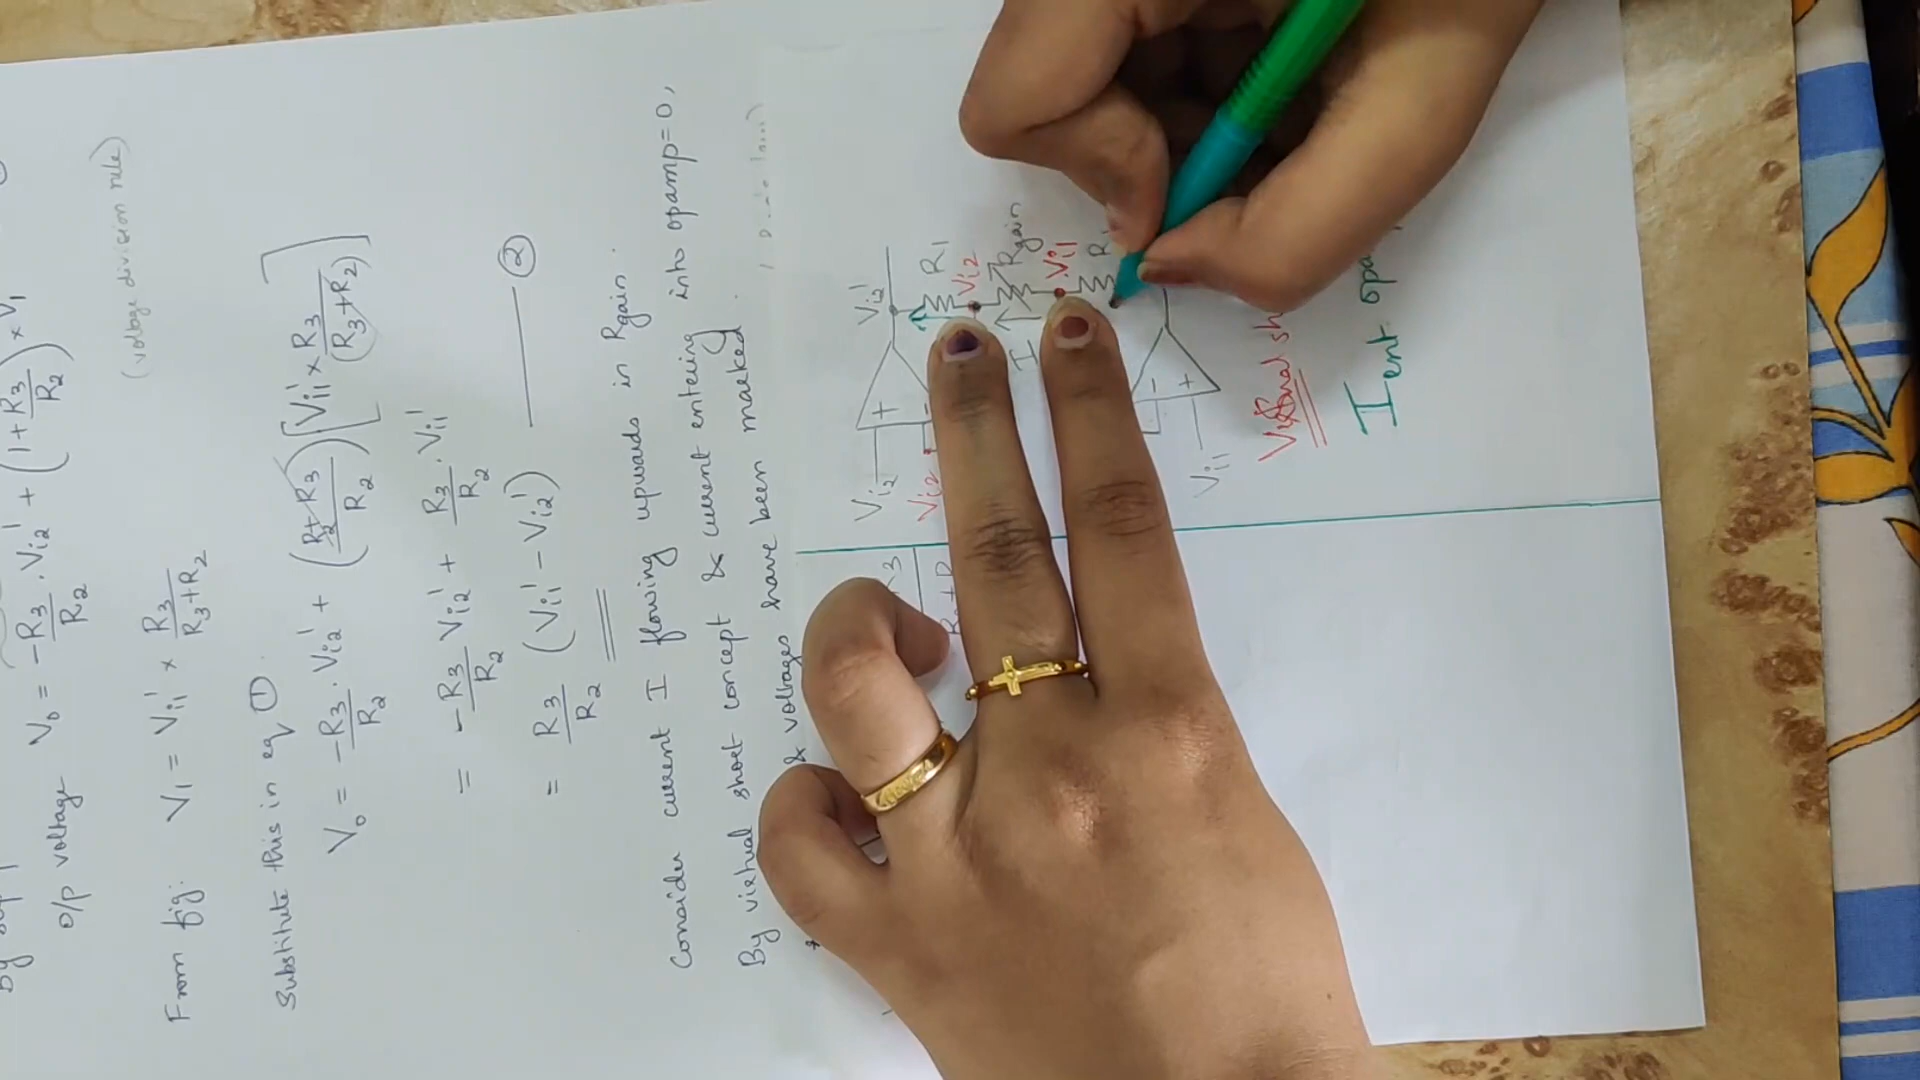 o/p voltage V₀ = -R₃/R₂ . Vi₂' + (1 + R₃/R₂) × V₁
(voltage division rule)
From fig: V₁ = Vi₁' × R₃/(R₃+R₂)
Substitute this in eq ①.
V₀ = -R₃/R₂ . Vi₂' + ((R₂+R₃)/R₂) [Vi₁' × R₃/(R₃+R₂)]
= -R₃/R₂ Vi₂' + R₃/R₂ . Vi₁'
= R₃/R₂ (Vi₁' - Vi₂') ②
Consider current I flowing upwards in Rgain.
By virtual short concept & current entering into opamp=0,
& voltages have been marked.
Vi₂
+
Vi₂'
Vi₂
-
R₁
Vi₂
I
Rgain
Vi₁
R₁
-
+
Vi₁
Virtual sh
I ent opa